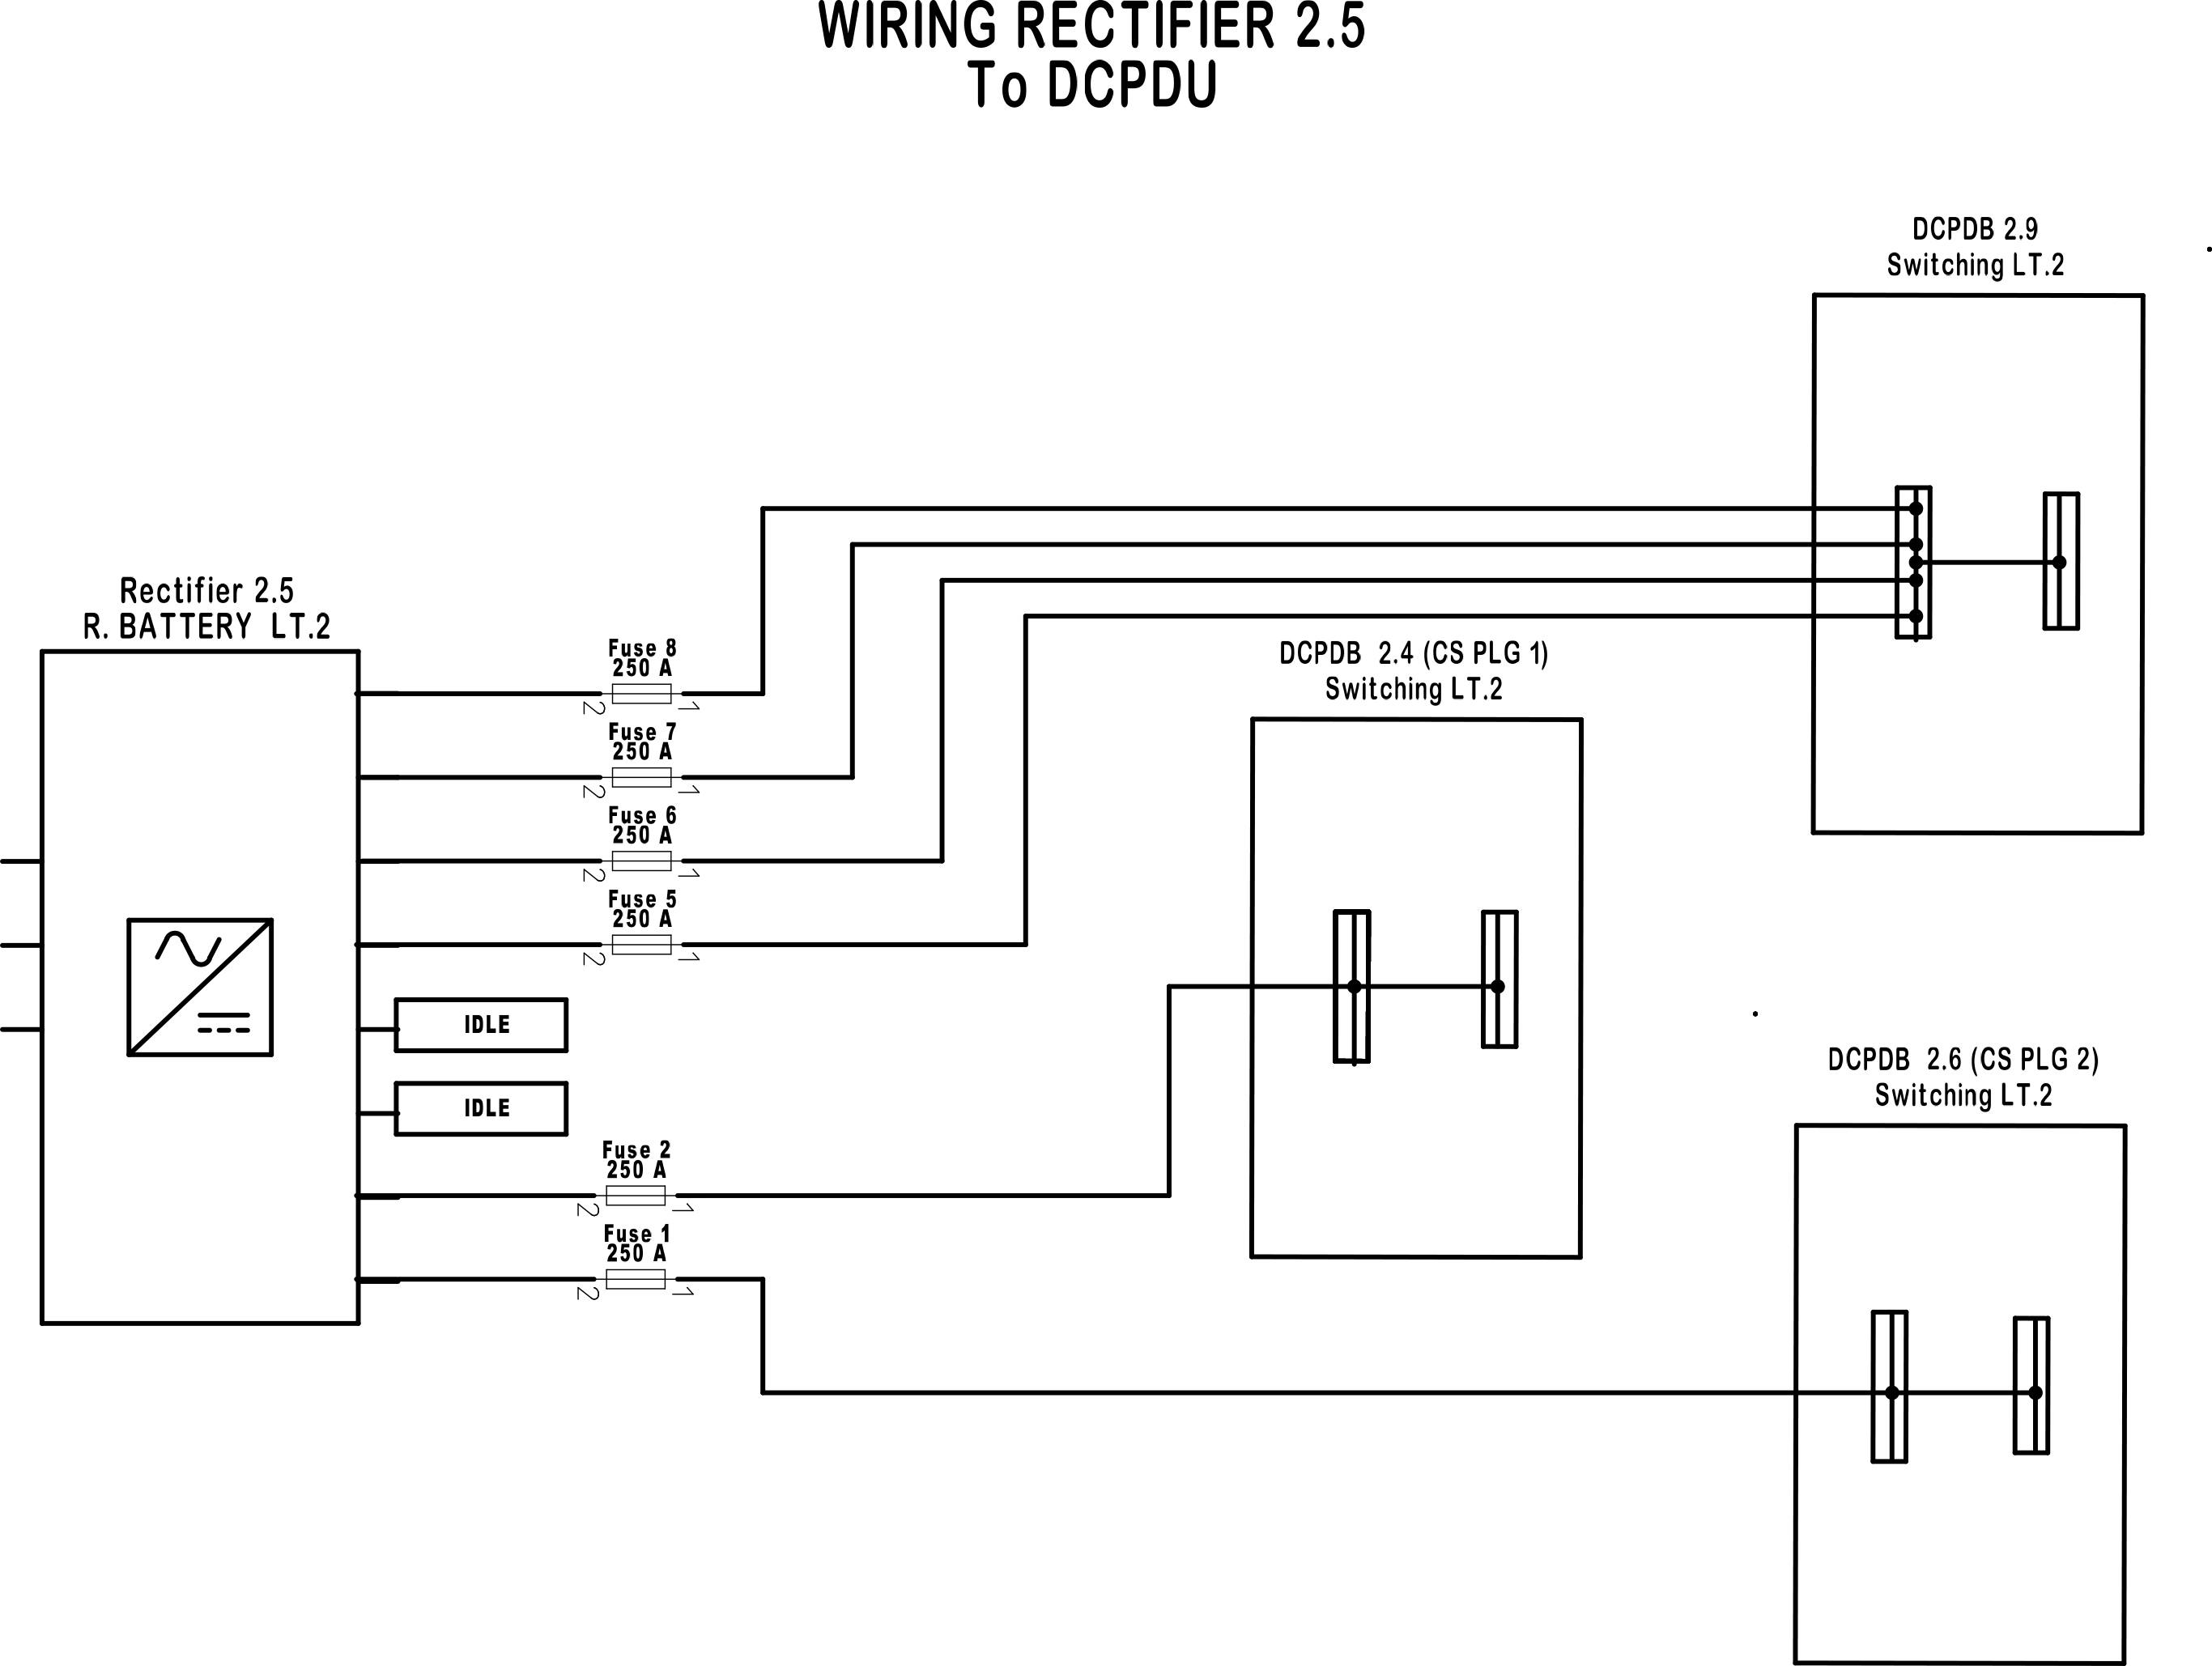 WIRING RECTIFIER 2.5
To DCPDU
DCPDB 2.9
Switching LT.2
Rectifier 2.5
R. BATTERY LT.2
Fuse 8
250 A
2 1
DCPDB 2.4 (CS PLG 1)
Switching LT.2
Fuse 7
250 A
2 1
Fuse 6
250 A
2 1
Fuse 5
250 A
2 1
IDLE
IDLE
DCPDB 2.6 (CS PLG 2)
Switching LT.2
Fuse 2
250 A
2 1
Fuse 1
250 A
2 1